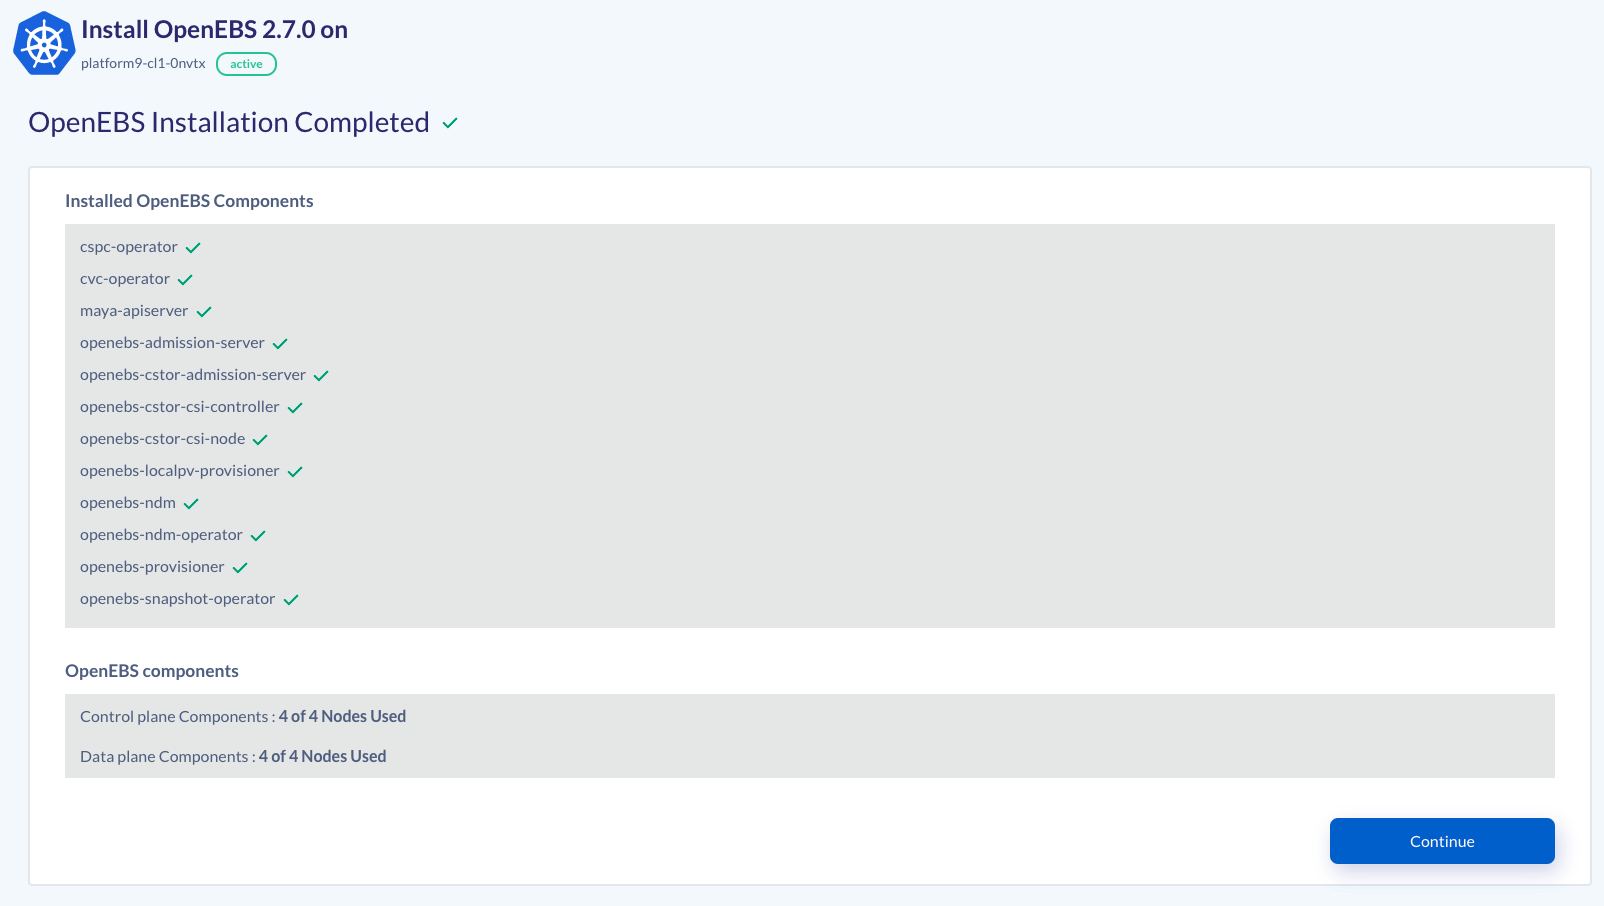 Install OpenEBS 2.7.0 on
platform9-cl1-0nvtx active
OpenEBS Installation Completed
Installed OpenEBS Components
cspc-operator
cvc-operator
maya-apiserver
openebs-admission-server
openebs-cstor-admission-server
openebs-cstor-csi-controller
openebs-cstor-csi-node
openebs-localpv-provisioner
openebs-ndm
openebs-ndm-operator
openebs-provisioner
openebs-snapshot-operator
OpenEBS components
Control plane Components : 4 of 4 Nodes Used
Data plane Components : 4 of 4 Nodes Used
Continue